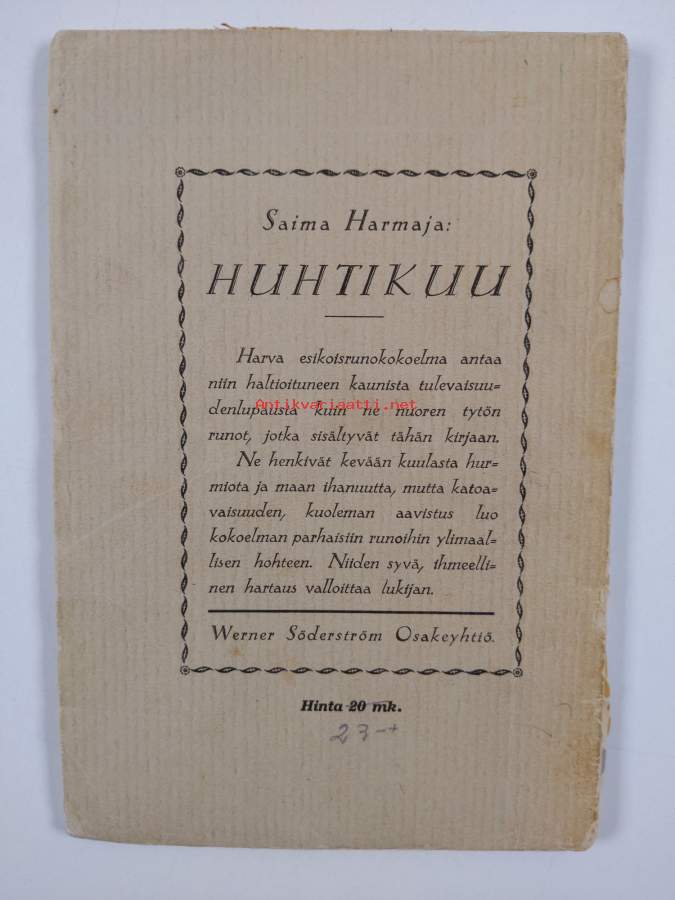 Saima Harmaja:
HUHTIKUU
Harva esikoisrunokokoelma antaa
niin haltioituneen kaunista tulevaisuu-
denlupausta kuin ne nuoren tytön
Antikvariaatti.net
runot, jotka sisältyvät tähän kirjaan.
Ne henkivät kevään kuulasta hur-
miota ja maan ihanuutta, mutta katoa-
vaisuuden, kuoleman aavistus luo
kokoelman parhaisiin runoihin ylimaal-
lisen hohteen. Niiden syvä, ihmeelli-
nen hartaus valloittaa lukijan.
Werner Söderström Osakeyhtiö.
Hinta 20 mk.
23-+